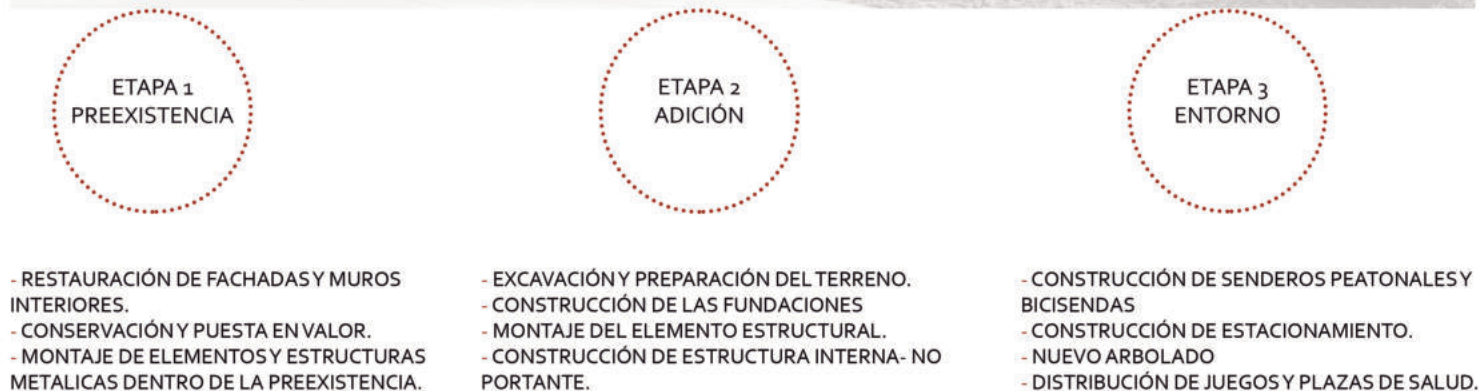 ETAPA 1
PREEXISTENCIA
ETAPA 2
ADICIÓN
ETAPA 3
ENTORNO
- RESTAURACIÓN DE FACHADAS Y MUROS
INTERIORES.
- CONSERVACIÓN Y PUESTA EN VALOR.
- MONTAJE DE ELEMENTOS Y ESTRUCTURAS
METALICAS DENTRO DE LA PREEXISTENCIA.
- EXCAVACIÓN Y PREPARACIÓN DEL TERRENO.
- CONSTRUCCIÓN DE LAS FUNDACIONES
- MONTAJE DEL ELEMENTO ESTRUCTURAL.
- CONSTRUCCIÓN DE ESTRUCTURA INTERNA- NO
PORTANTE.
- CONSTRUCCIÓN DE SENDEROS PEATONALES Y
BICISENDAS
- CONSTRUCCIÓN DE ESTACIONAMIENTO.
- NUEVO ARBOLADO
- DISTRIBUCIÓN DE JUEGOS Y PLAZAS DE SALUD.